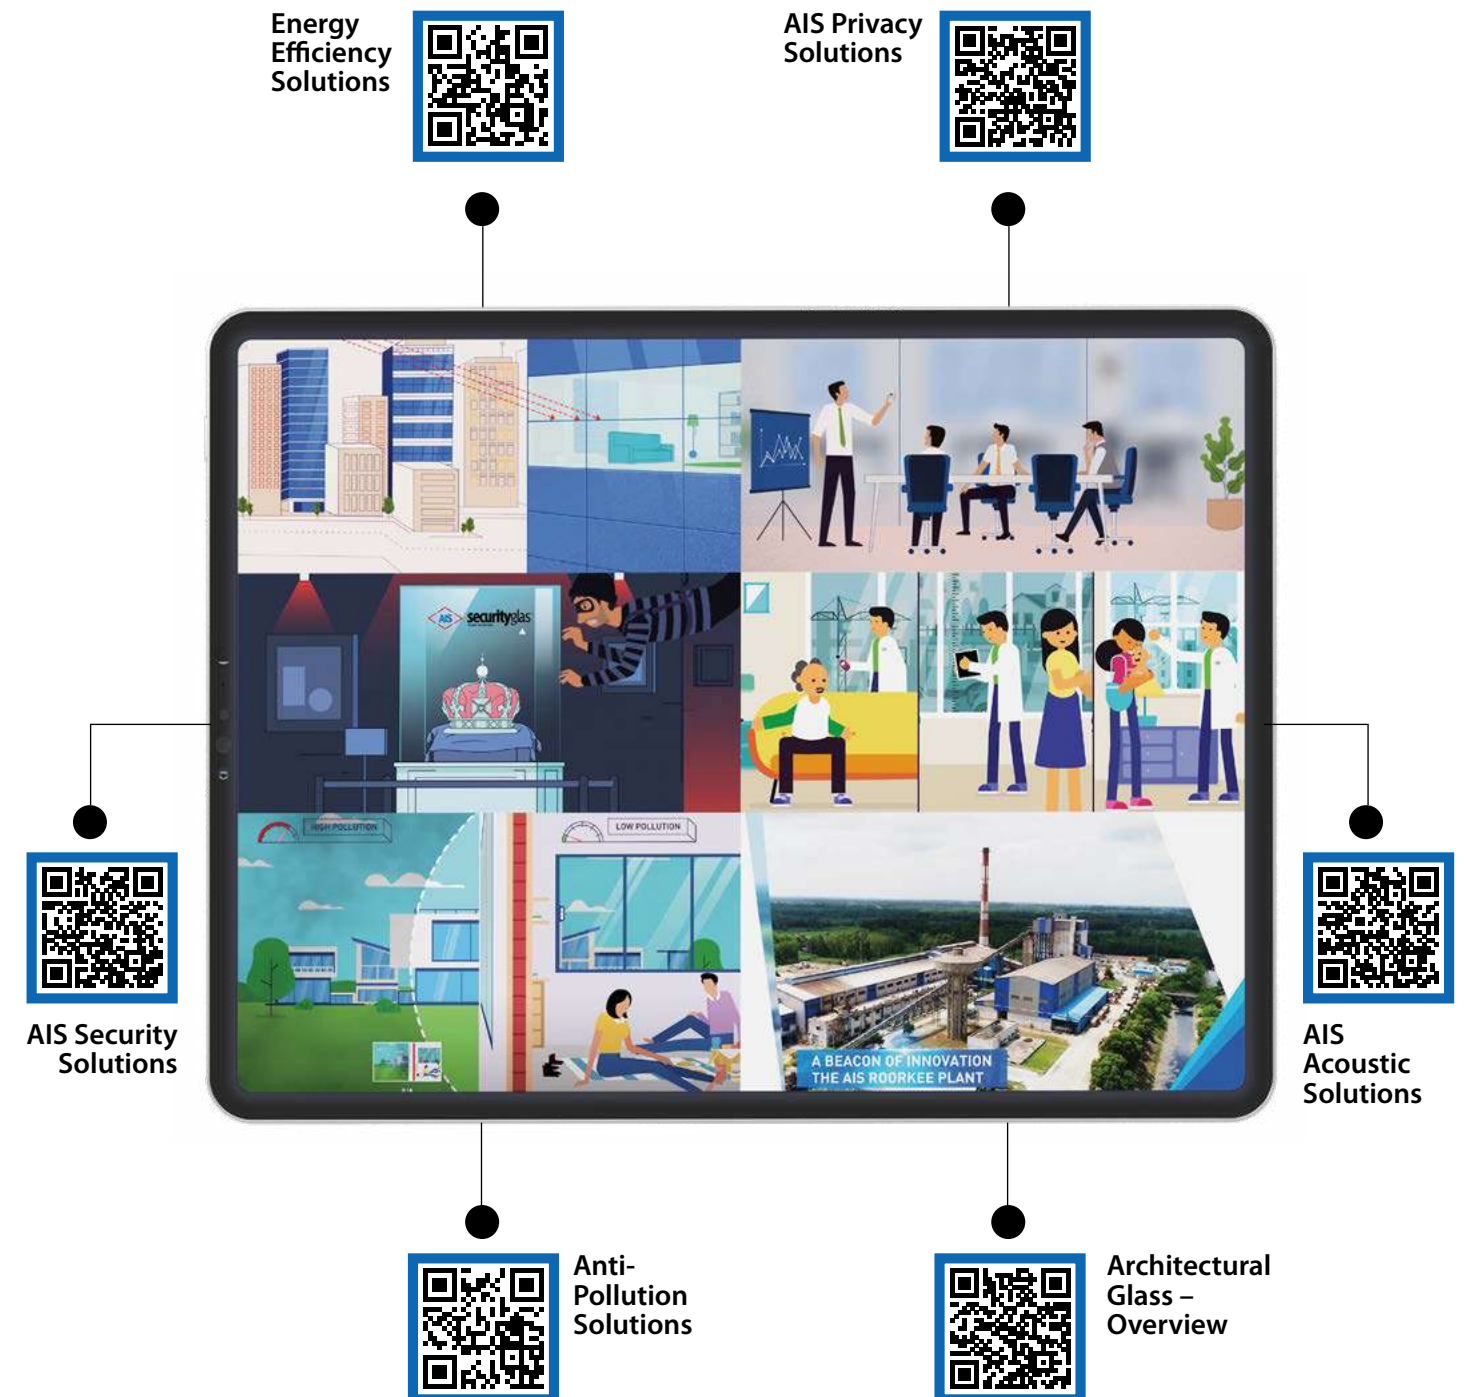 Energy
Efficiency
Solutions
AIS Privacy
Solutions
AIS securityglas
HIGH POLLUTION
LOW POLLUTION
A BEACON OF INNOVATION
THE AIS ROORKEE PLANT
AIS Security
Solutions
AIS
Acoustic
Solutions
Anti-
Pollution
Solutions
Architectural
Glass –
Overview